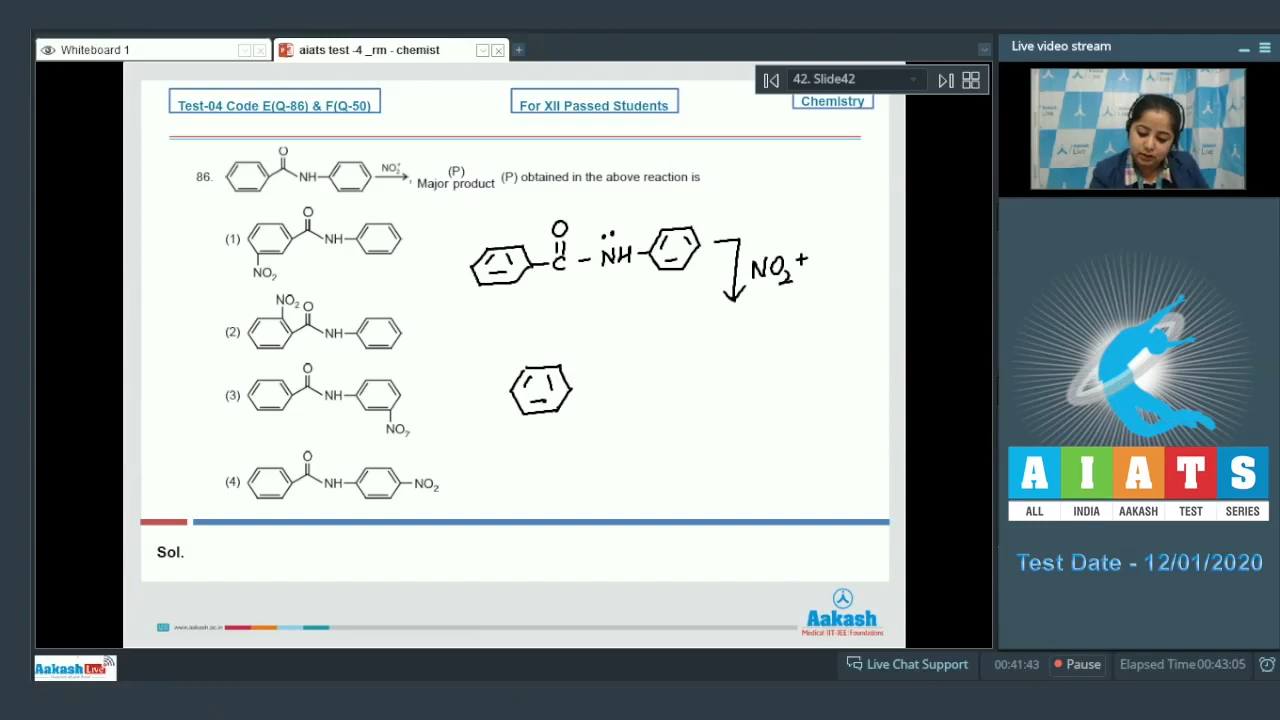 Whiteboard 1
aiats test -4 _rm - chemist
Live video stream
42. Slide42
Test-04 Code E(Q-86) & F(Q-50)
For XII Passed Students
Chemistry
86.
O
NH
NO2+
(P)
Major product
(P) obtained in the above reaction is
(1)
O
NH
NO2
(2)
NO2
O
NH
(3)
O
NH
NO2
(4)
O
NH
NO2
O
C - NH
NO2+
Sol.
www.aakash.ac.in
Aakash
Medical|IIT-JEE|Foundations
A I A T S
ALL INDIA AAKASH TEST SERIES
Test Date - 12/01/2020
Aakash Live
Live Chat Support
00:41:43
Pause
Elapsed Time 00:43:05